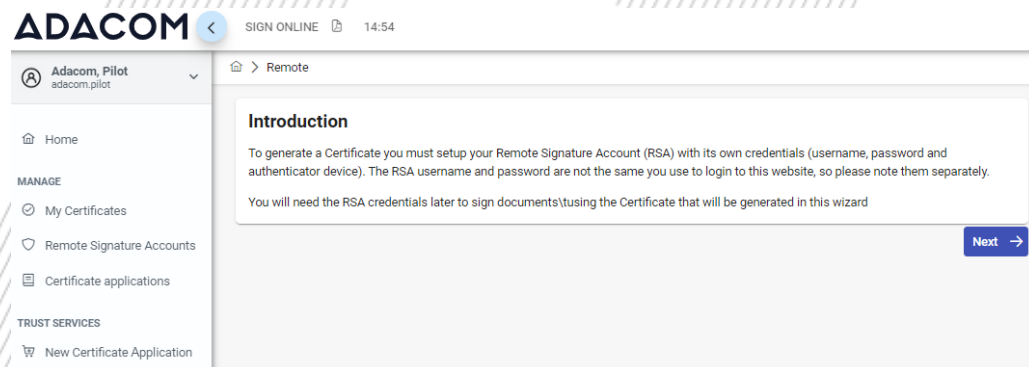 ADACOM
SIGN ONLINE 14:54
Adacom, Pilot
adacom.pilot
Remote
Home
MANAGE
My Certificates
Remote Signature Accounts
Certificate applications
TRUST SERVICES
New Certificate Application
Introduction
To generate a Certificate you must setup your Remote Signature Account (RSA) with its own credentials (username, password and
authenticator device). The RSA username and password are not the same you use to login to this website, so please note them separately.
You will need the RSA credentials later to sign documents\tusing the Certificate that will be generated in this wizard
Next